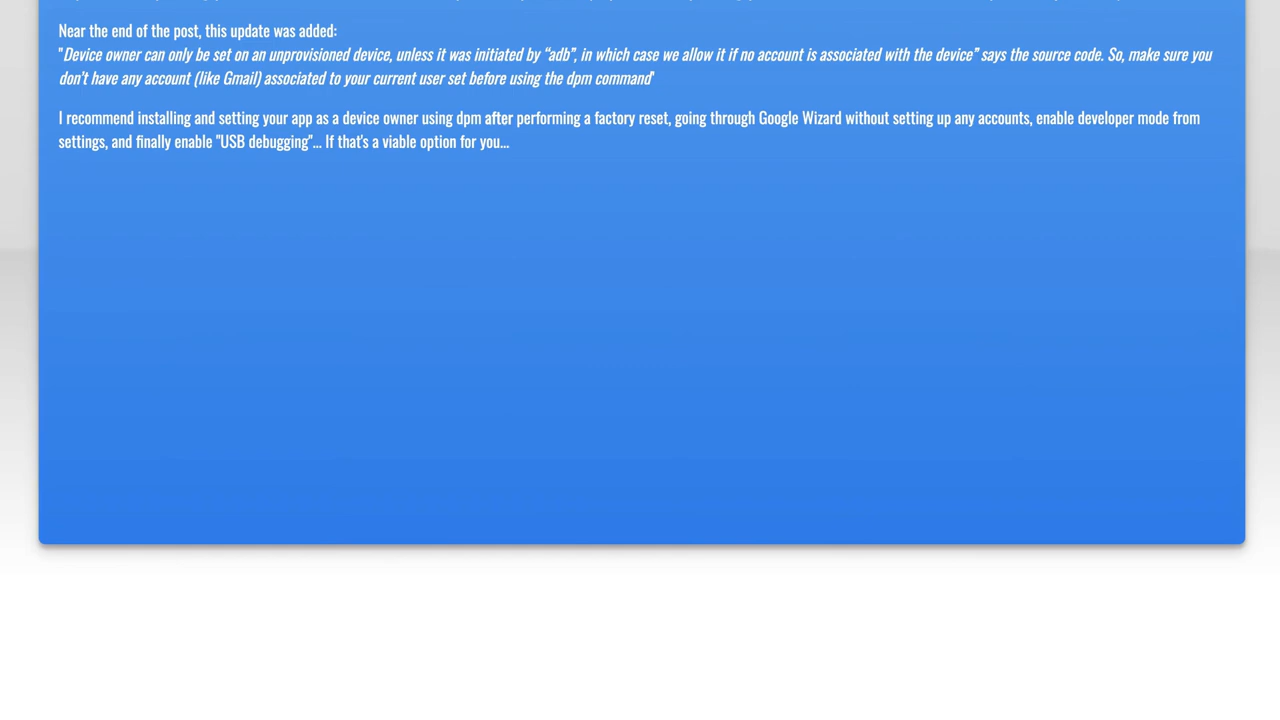 Near the end of the post, this update was added:
"Device owner can only be set on an unprovisioned device, unless it was initiated by “adb”, in which case we allow it if no account is associated with the device” says the source code. So, make sure you
don't have any account (like Gmail) associated to your current user set before using the dpm command"
I recommend installing and setting your app as a device owner using dpm after performing a factory reset, going through Google Wizard without setting up any accounts, enable developer mode from
settings, and finally enable "USB debugging"... If that's a viable option for you...